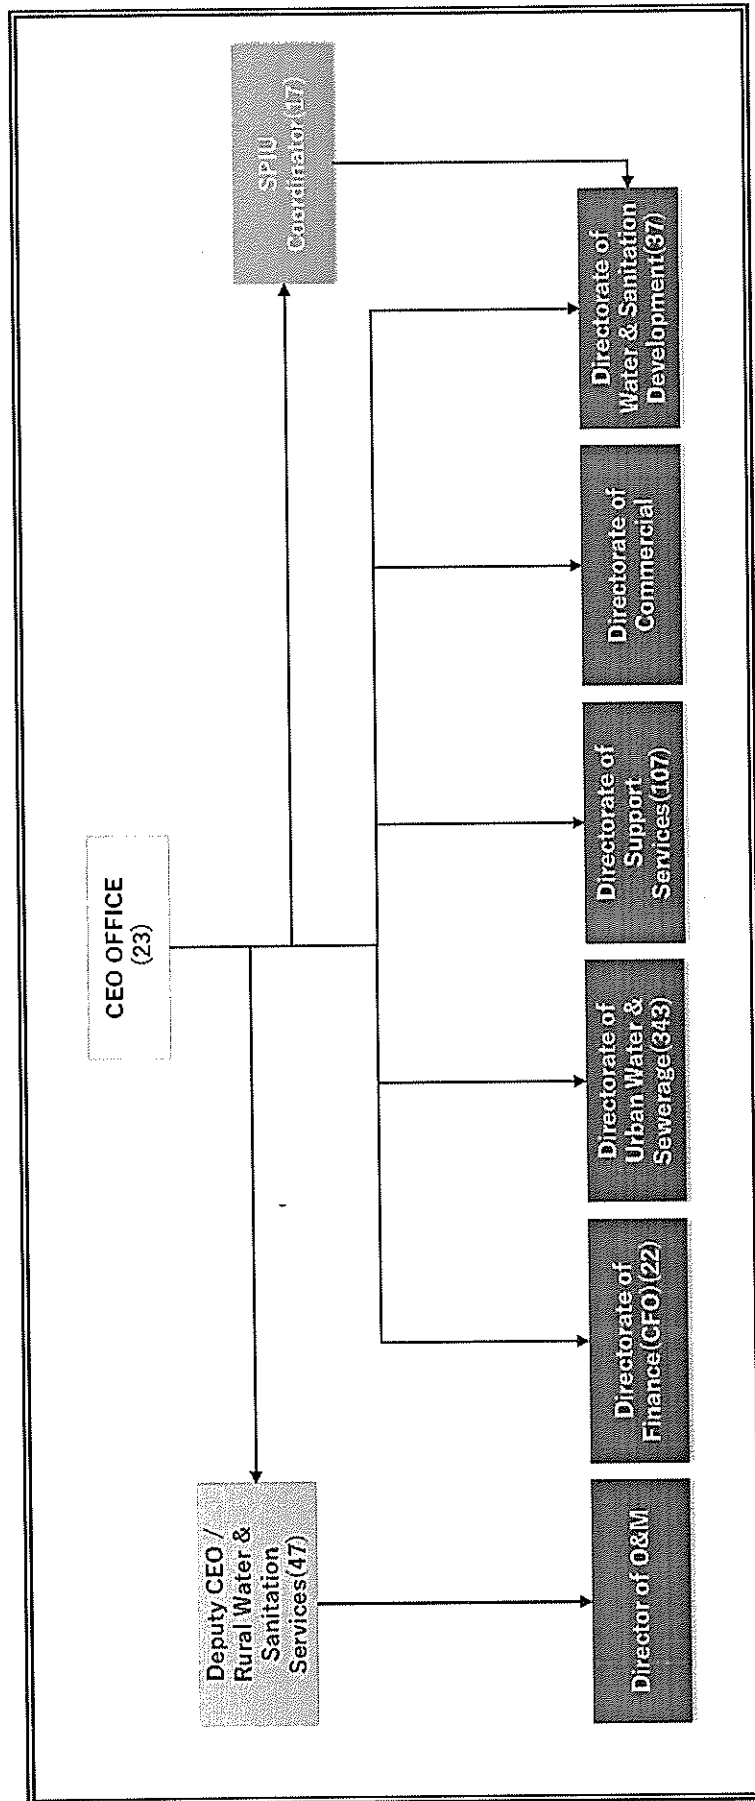 CEO OFFICE
(23)
Deputy CEO /
Rural Water &
Sanitation
Services(47)
SPIU
Coordinator(17)
Director of O&M
Directorate of
Finance(CFO)(22)
Directorate of
Urban Water &
Sewerage(343)
Directorate of
Support
Services(107)
Directorate of
Commercial
Directorate of
Water & Sanitation
Development(37)